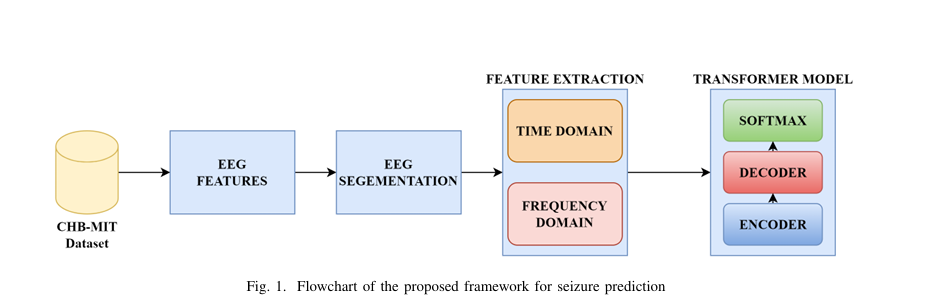 FEATURE EXTRACTION
TRANSFORMER MODEL
CHB-MIT
Dataset
EEG
FEATURES
EEG
SEGEMENTATION
TIME DOMAIN
FREQUENCY
DOMAIN
SOFTMAX
DECODER
ENCODER
Fig. 1. Flowchart of the proposed framework for seizure prediction